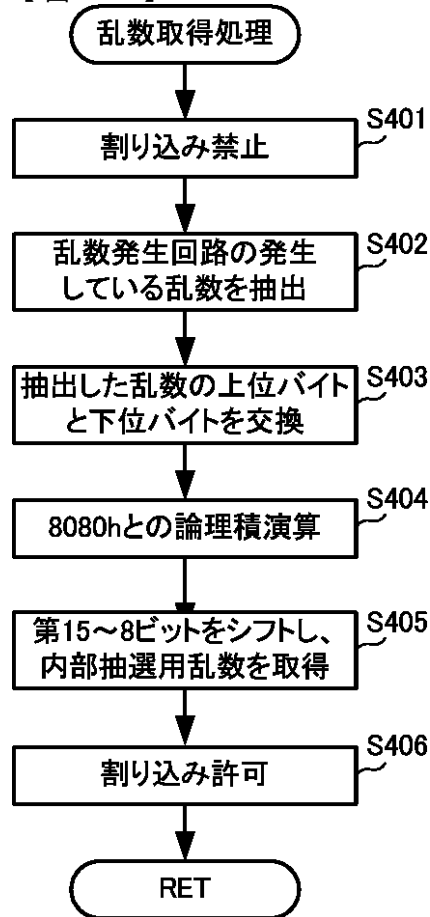 乱数取得処理
割り込み禁止
S401
乱数発生回路の発生
している乱数を抽出
S402
抽出した乱数の上位バイト
と下位バイトを交換
S403
8080hとの論理積演算
S404
第15～8ビットをシフトし、
内部抽選用乱数を取得
S405
割り込み許可
S406
RET